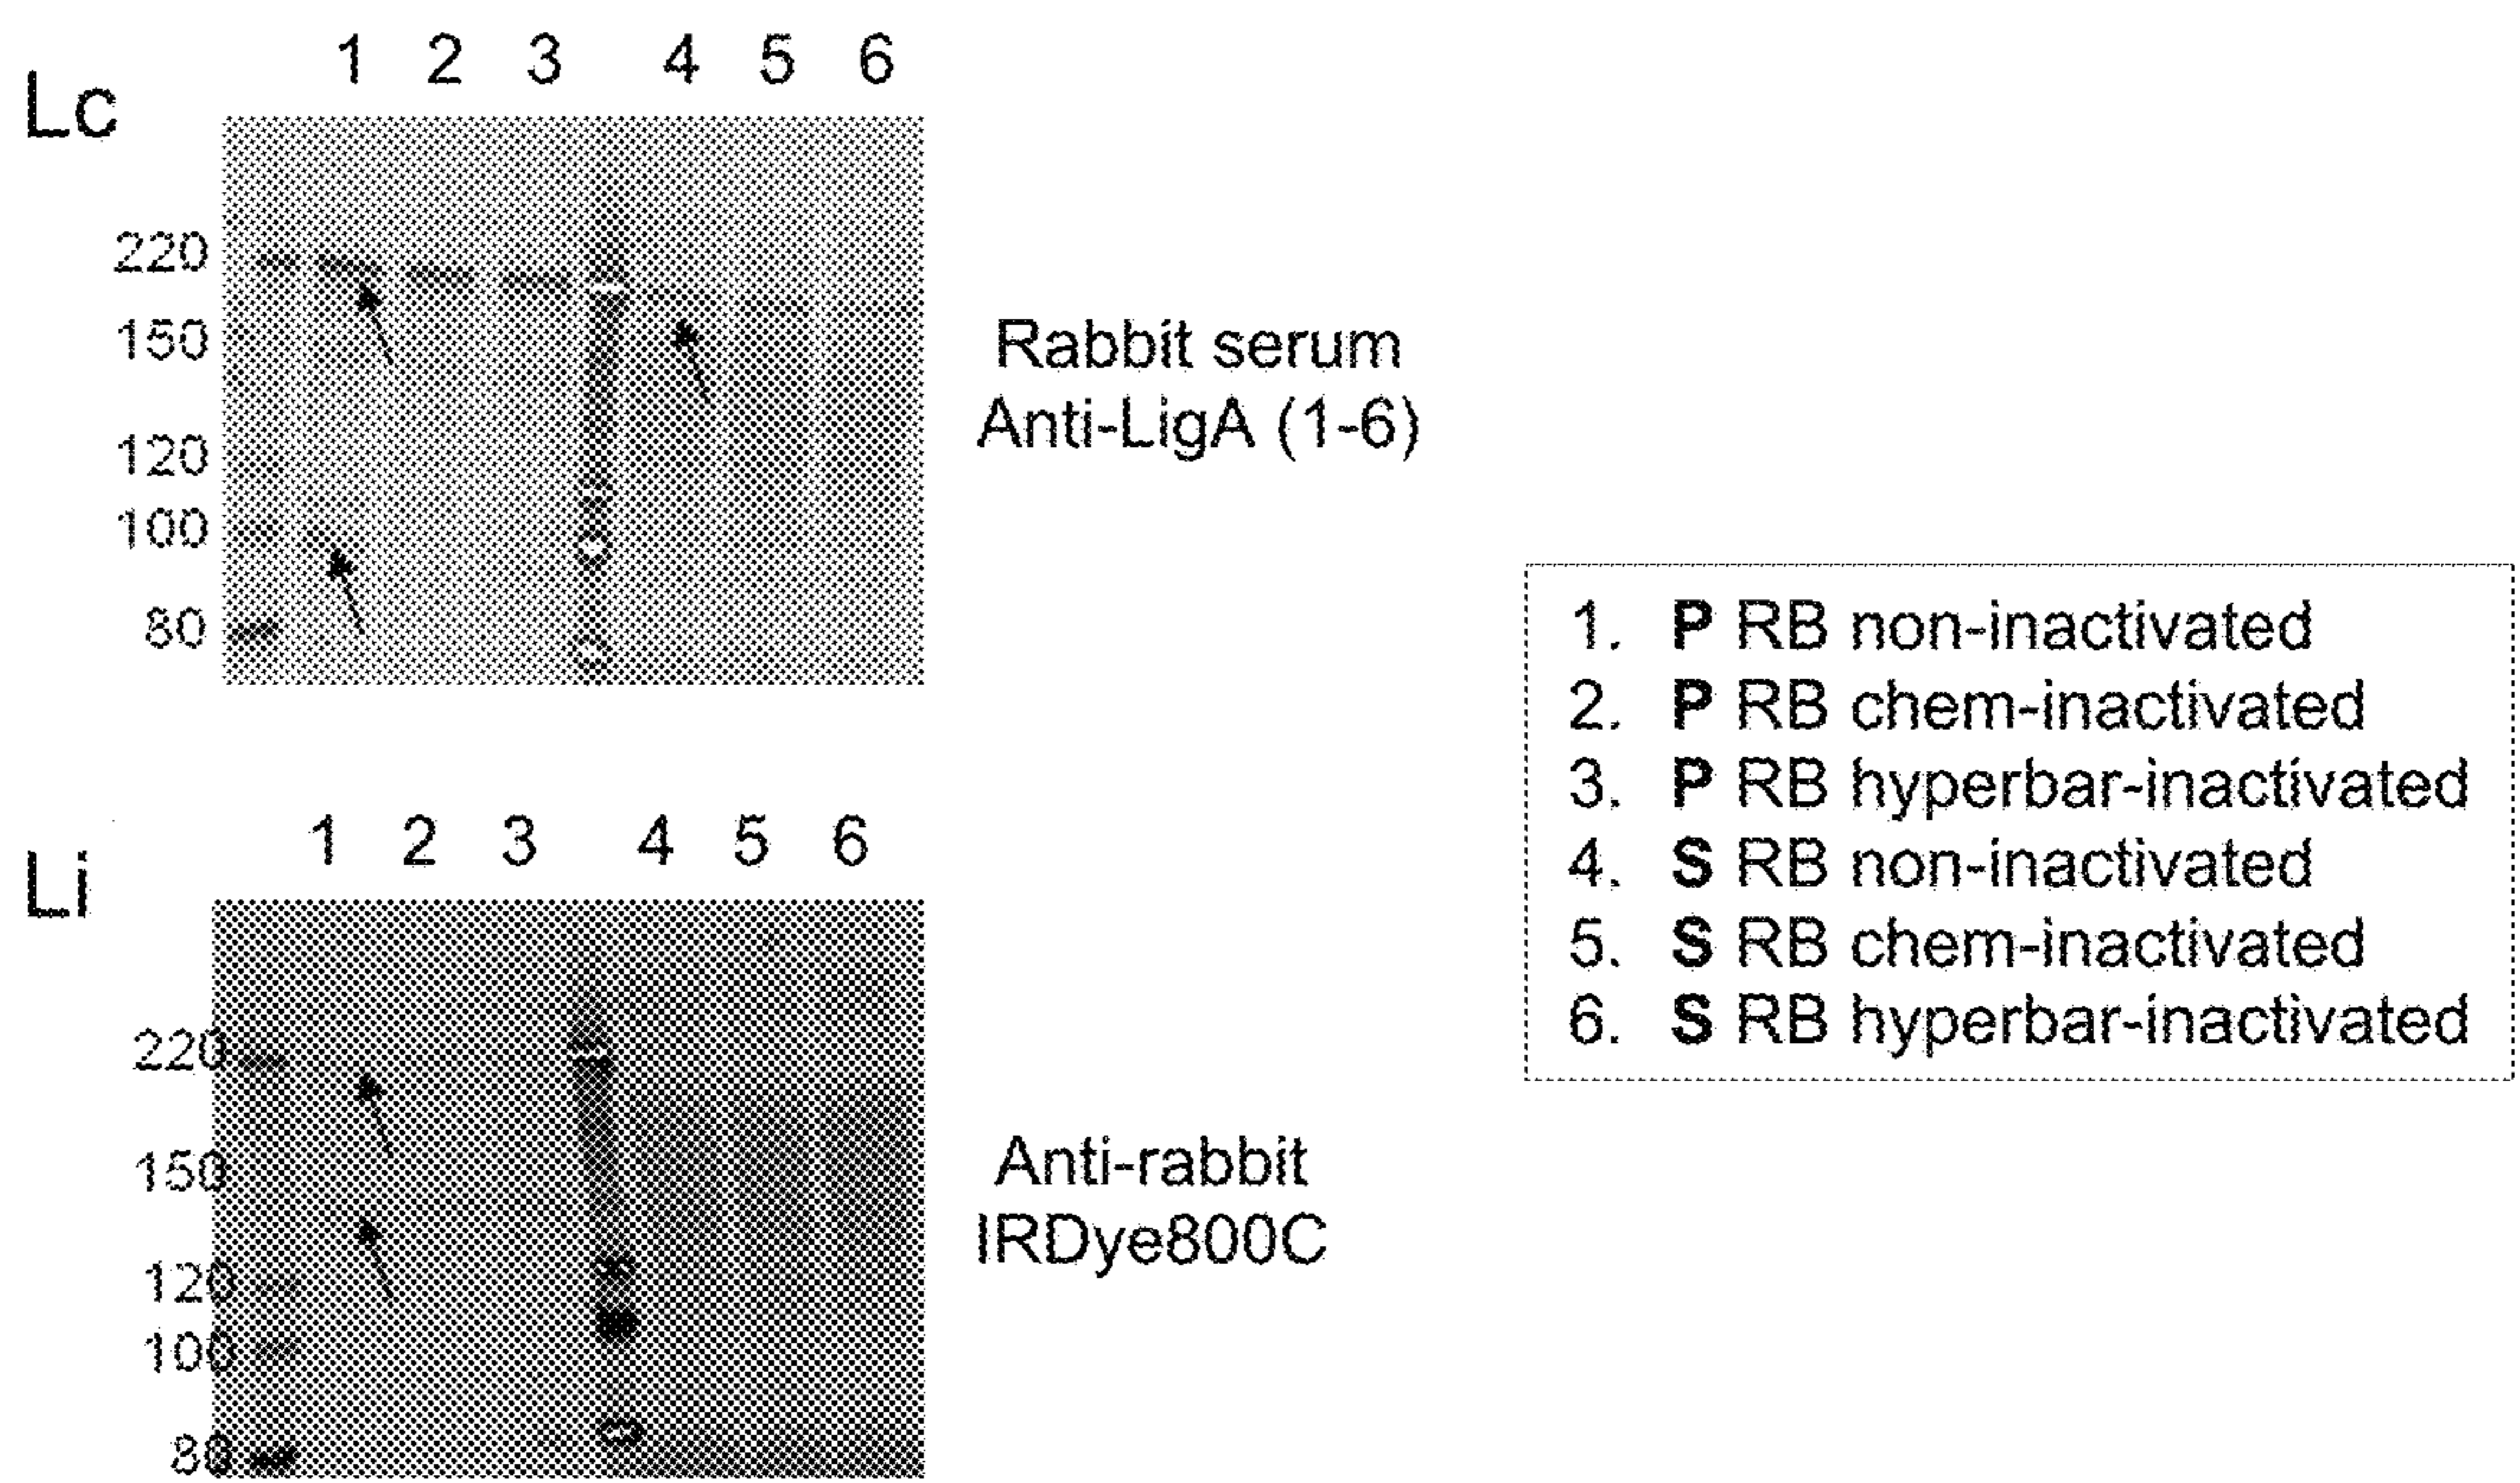 1 2 3 4 5 6
Lc
220
150
120
100
80
Rabbit serum
Anti-LigA (1-6)
1. P RB non-inactivated
2. P RB chem-inactivated
3. P RB hyperbar-inactivated
4. S RB non-inactivated
5. S RB chem-inactivated
6. S RB hyperbar-inactivated
1 2 3 4 5 6
Li
220
150
120
100
80
Anti-rabbit
IRDye800C